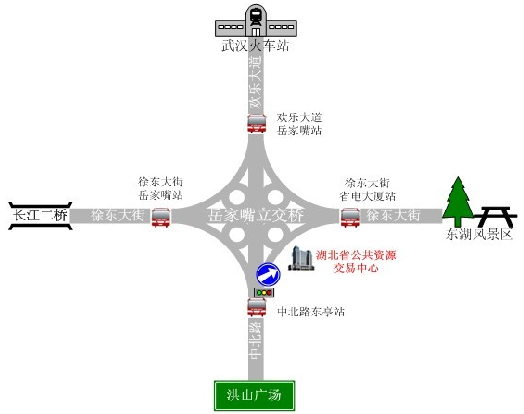 武汉火车站
欢乐大道
欢乐大道
岳家嘴站
徐东大街
岳家嘴站
徐东大街
省电大厦站
长江二桥
徐东大街
岳家嘴立交桥
徐东大街
东湖风景区
湖北省公共资源
交易中心
中北路东亭站
中北路
洪山广场